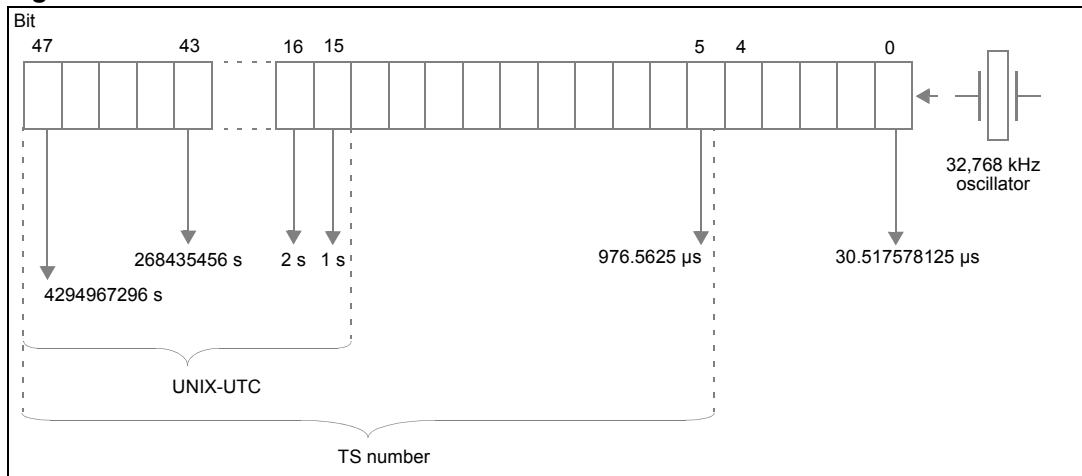 Bit
47 43 16 15 5 4 0
32,768 kHz
oscillator
268435456 s 2 s 1 s 976.5625 µs 30.517578125 µs
4294967296 s
UNIX-UTC
TS number